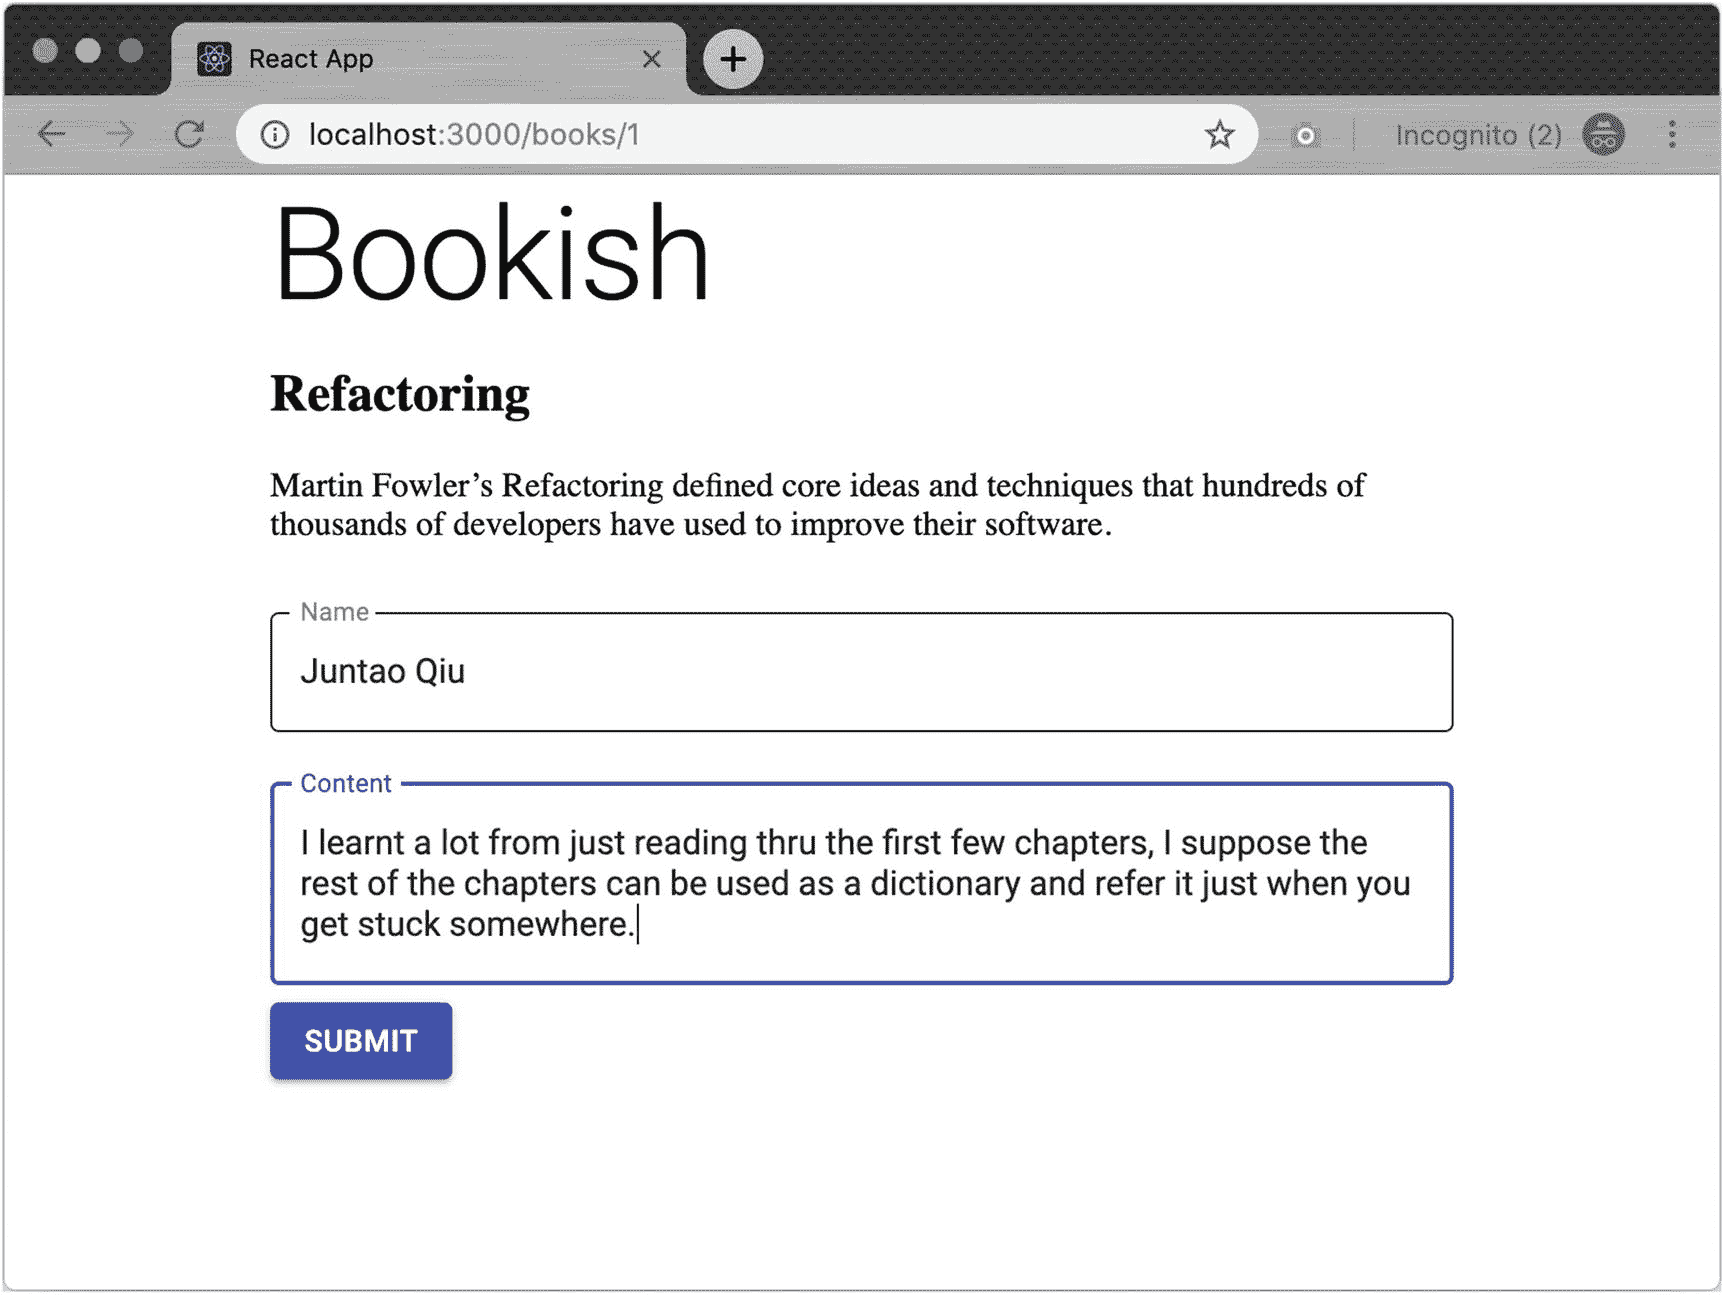 React App
localhost:3000/books/1
Incognito (2)
Bookish
Refactoring
Martin Fowler’s Refactoring defined core ideas and techniques that hundreds of
thousands of developers have used to improve their software.
Name
Juntao Qiu
Content
I learnt a lot from just reading thru the first few chapters, I suppose the
rest of the chapters can be used as a dictionary and refer it just when you
get stuck somewhere.
SUBMIT